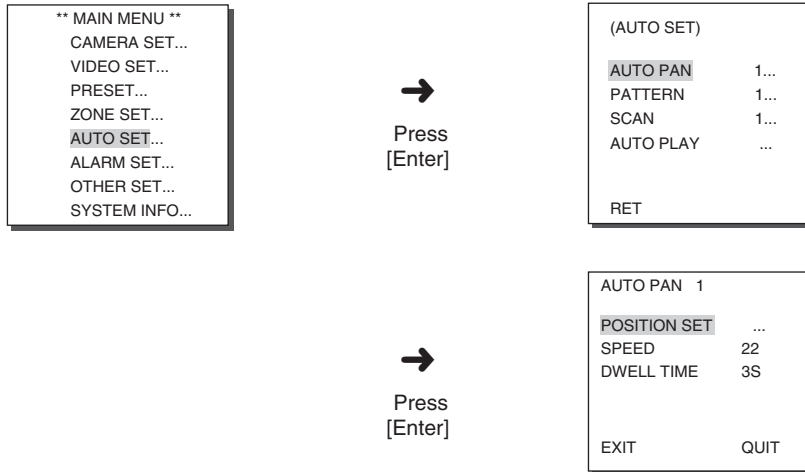 ** MAIN MENU **
CAMERA SET...
VIDEO SET...
PRESET...
ZONE SET...
AUTO SET...
ALARM SET...
OTHER SET...
SYSTEM INFO...
Press
[Enter]
(AUTO SET)
AUTO PAN 1...
PATTERN 1...
SCAN 1...
AUTO PLAY ...
RET
Press
[Enter]
AUTO PAN 1
POSITION SET ...
SPEED 22
DWELL TIME 3S
EXIT QUIT